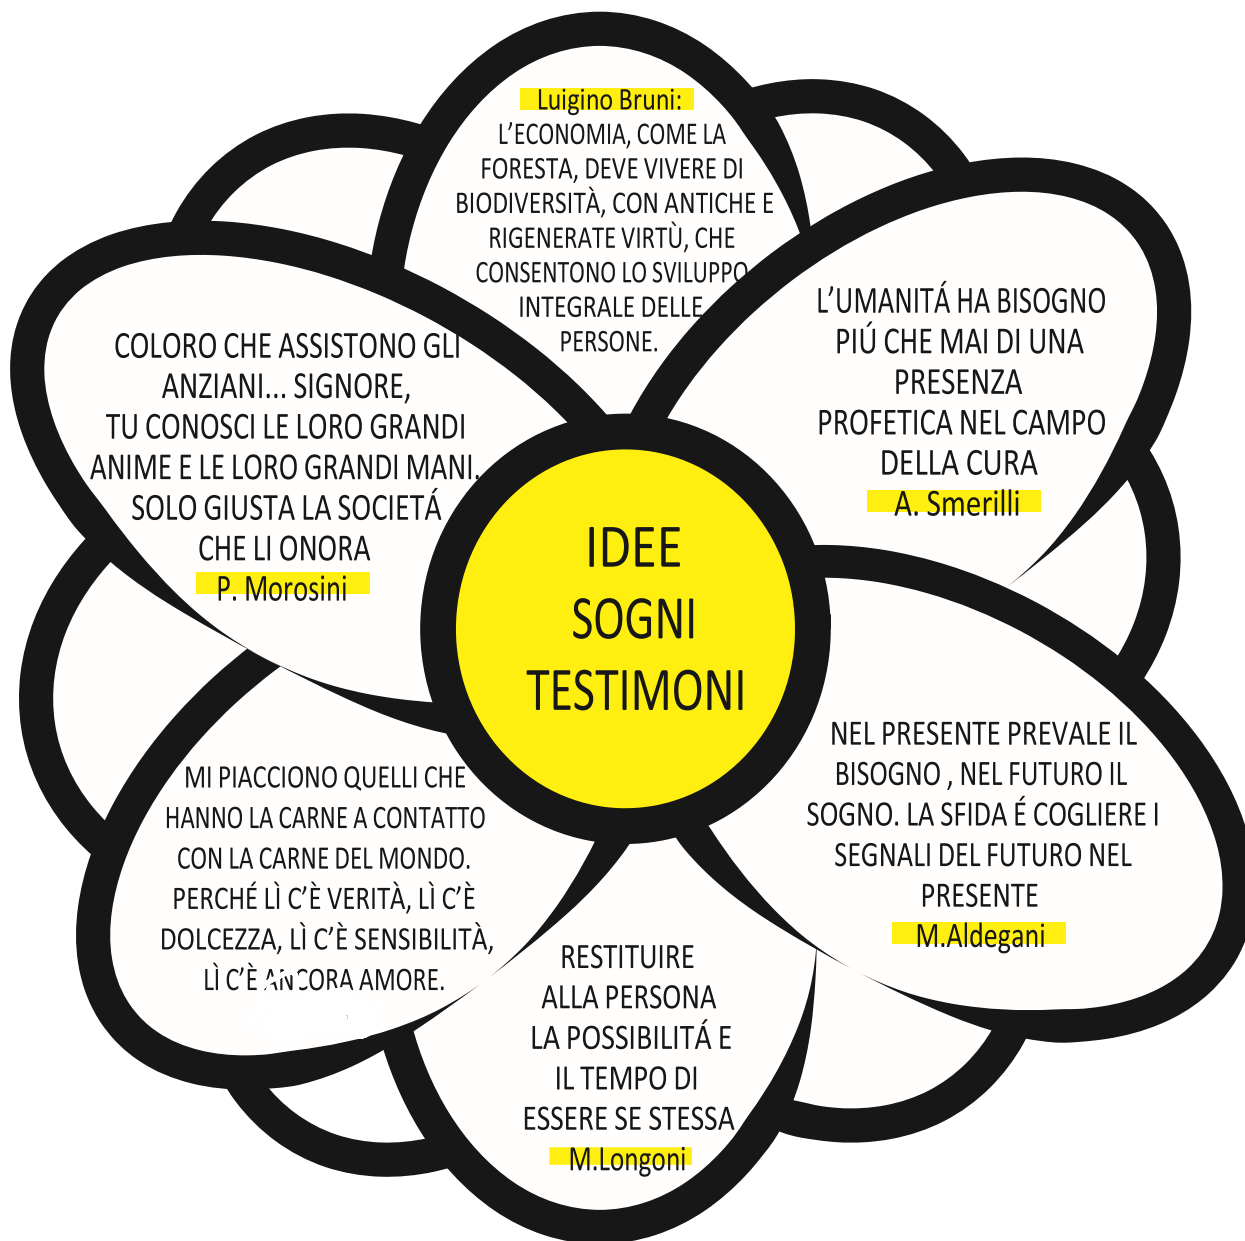 Luigino Bruni:
L'ECONOMIA, COME LA
FORESTA, DEVE VIVERE DI
BIODIVERSITÀ, CON ANTICHE E
RIGENERATE VIRTÙ, CHE
CONSENTONO LO SVILUPPO
INTEGRALE DELLE
PERSONE.
L'UMANITÁ HA BISOGNO
PIÚ CHE MAI DI UNA
PRESENZA
PROFETICA NEL CAMPO
DELLA CURA
A. Smerilli
COLORO CHE ASSISTONO GLI
ANZIANI... SIGNORE,
TU CONOSCI LE LORO GRANDI
ANIME E LE LORO GRANDI MANI.
SOLO GIUSTA LA SOCIETÁ
CHE LI ONORA
P. Morosini
IDEE
SOGNI
TESTIMONI
NEL PRESENTE PREVALE IL
BISOGNO , NEL FUTURO IL
SOGNO. LA SFIDA É COGLIERE I
SEGNALI DEL FUTURO NEL
PRESENTE
M.Aldegani
MI PIACCIONO QUELLI CHE
HANNO LA CARNE A CONTATTO
CON LA CARNE DEL MONDO.
PERCHÉ LÌ C'È VERITÀ, LÌ C'È
DOLCEZZA, LÌ C'È SENSIBILITÀ,
LÌ C'È ANCORA AMORE.
RESTITUIRE
ALLA PERSONA
LA POSSIBILITÁ E
IL TEMPO DI
ESSERE SE STESSA
M.Longoni